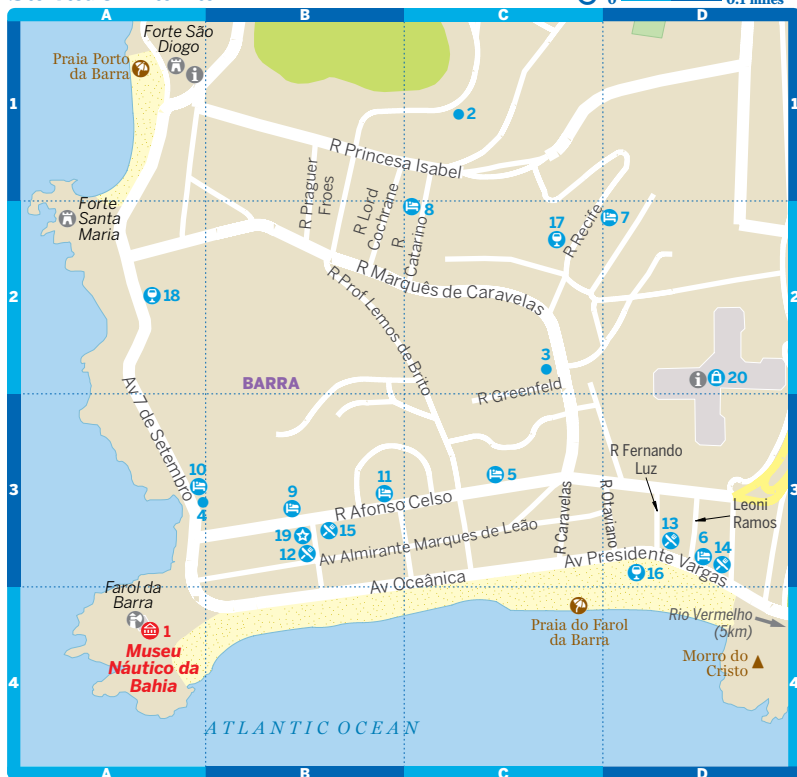 0
0.1 miles
A
B
C
D
1
2
3
4
1
2
3
4
A
B
C
D
Forte São
Diogo
Praia Porto
da Barra
i
2
R Princesa Isabel
R Praguer
Froes
R Lord
Cochrane
R
Catarino
8
17
R Recife
7
Forte
Santa
Maria
18
R Marquês de Caravelas
R Prof Lemos de Brito
3
BARRA
R Greenfeld
i
20
Av 7 de Setembro
10
4
9
11
5
R Fernando
Luz
R Afonso Celso
19
15
12
Av Almirante Marques de Leão
R Caravelas
R Otaviano
13
6
14
Leoni
Ramos
Av Presidente Vargas
16
Av Oceânica
Farol da
Barra
1
Museu
Náutico da
Bahia
Praia do Farol
da Barra
Rio Vermelho
(5km)
Morro do
Cristo
ATLANTIC OCEAN